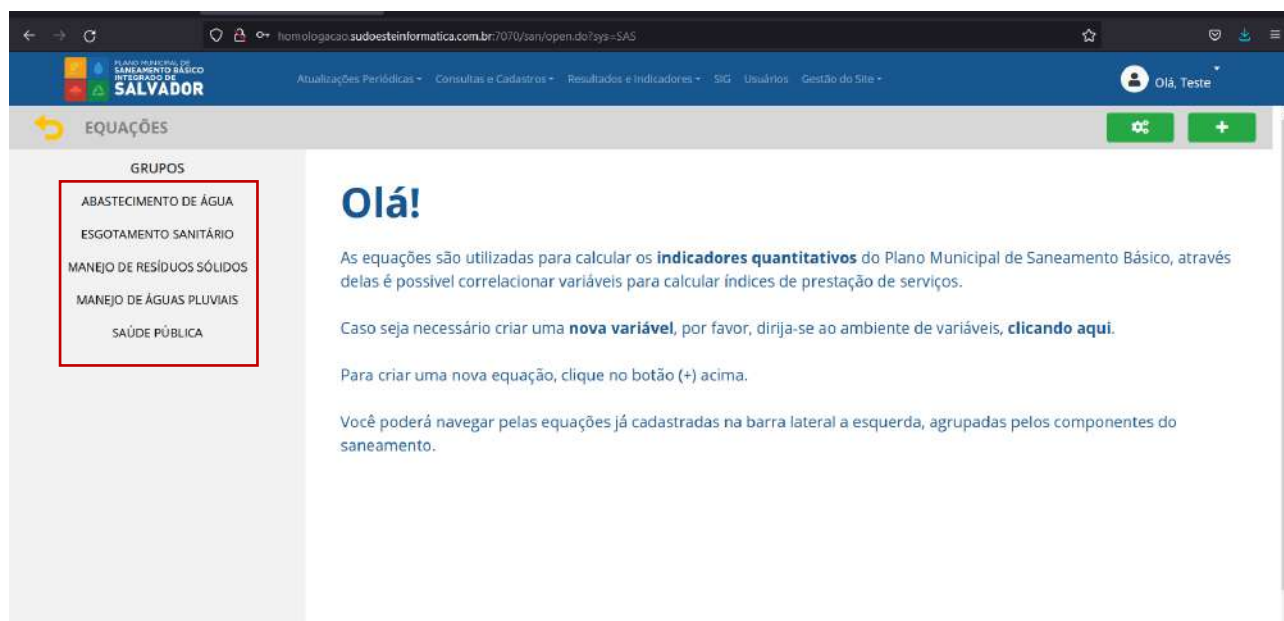 homologacao.sudoesteinformatica.com.br:7070/san/open.do?sys=SAS
PLANO MUNICIPAL DE
SANEAMENTO BÁSICO
INTEGRADO DE
SALVADOR
Atualizações Periódicas Consultas e Cadastros Resultados e Indicadores SIG Usuários Gestão do Site
Olá, Teste
EQUAÇÕES
+
GRUPOS
ABASTECIMENTO DE ÁGUA
ESGOTAMENTO SANITÁRIO
MANEJO DE RESÍDUOS SÓLIDOS
MANEJO DE ÁGUAS PLUVIAIS
SAÚDE PÚBLICA
Olá!
As equações são utilizadas para calcular os indicadores quantitativos do Plano Municipal de Saneamento Básico, através
delas é possível correlacionar variáveis para calcular índices de prestação de serviços.
Caso seja necessário criar uma nova variável, por favor, dirija-se ao ambiente de variáveis, clicando aqui.
Para criar uma nova equação, clique no botão (+) acima.
Você poderá navegar pelas equações já cadastradas na barra lateral a esquerda, agrupadas pelos componentes do
saneamento.